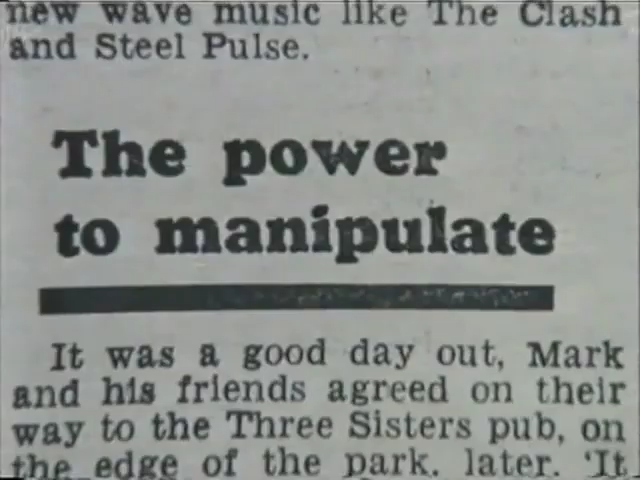 new wave music like The Clash
and Steel Pulse.
The power
to manipulate
It was a good day out, Mark
and his friends agreed on their
way to the Three Sisters pub, on
the edge of the park, later. 'It